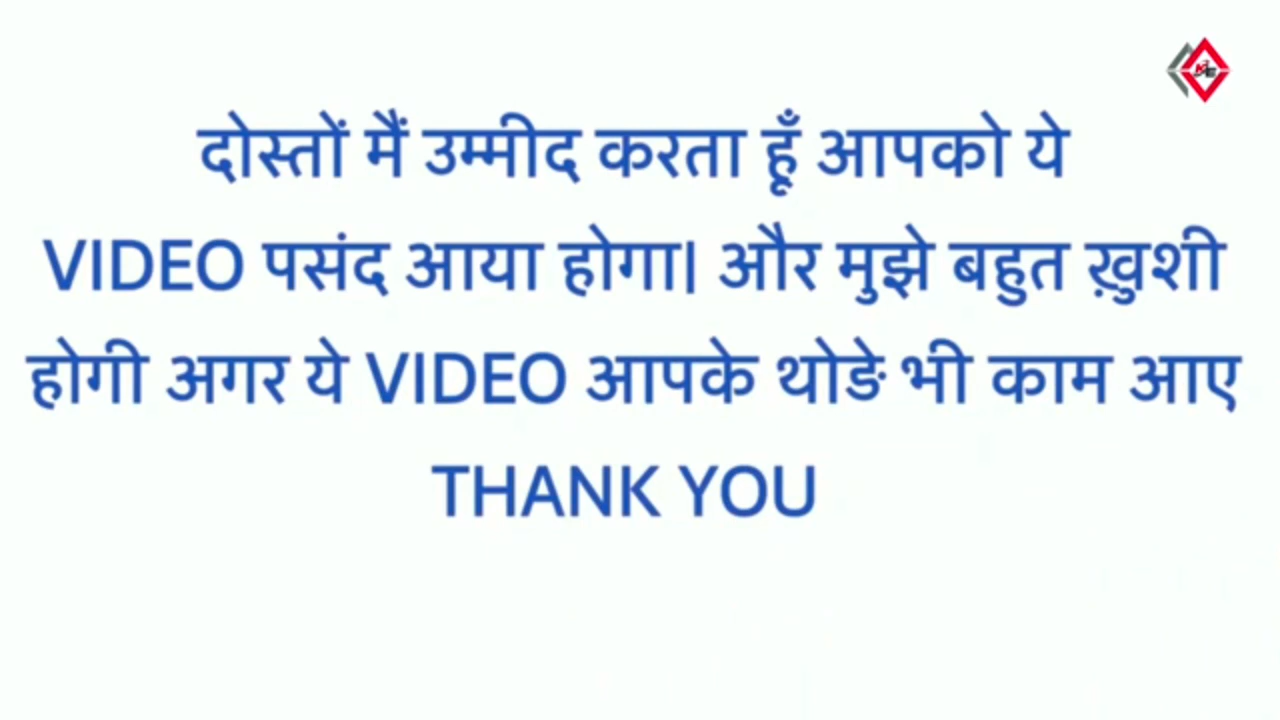 दोस्तों मैं उम्मीद करता हूँ आपको ये
VIDEO पसंद आया होगा। और मुझे बहुत ख़ुशी
होगी अगर ये VIDEO आपके थोडे भी काम आए
THANK YOU